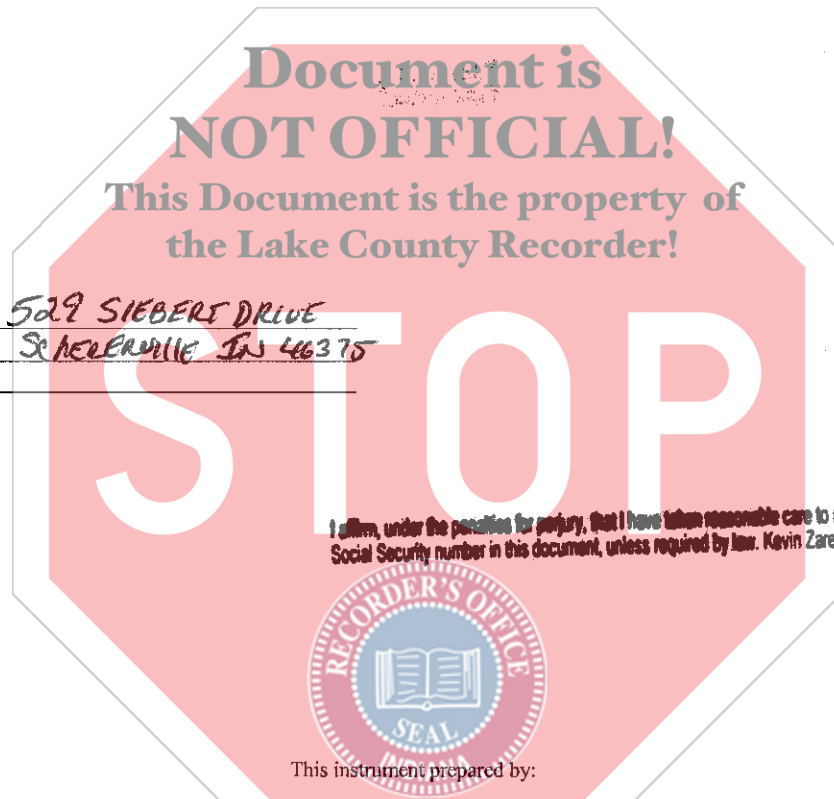 Document is
NOT OFFICIAL!
This Document is the property of
the Lake County Recorder!
529 SIEBERT DRIVE
SCHERERVILLE IN 46375
STOP
I affirm, under the penalties for perjury, that I have taken reasonable care to
Social Security number in this document, unless required by law. Kevin Zare
RECORDER'S OFFICE
SEAL
INDIANA
This instrument prepared by: